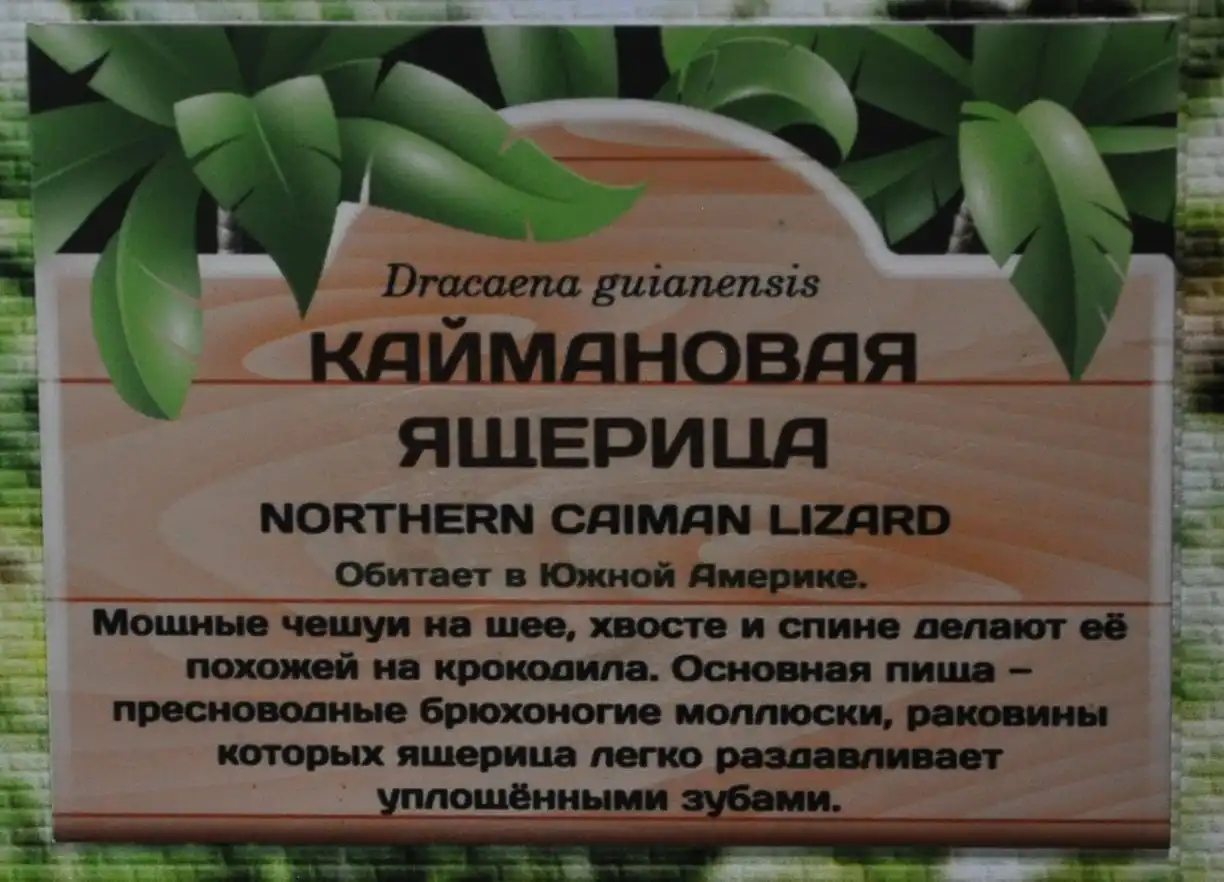 Dracaena guianensis
КАЙМАНОВАЯ
ЯЩЕРИЦА
NORTHERN CAIMAN LIZARD
Обитает в Южной Америке.
Мощные чешуи на шее, хвосте и спине делают её
похожей на крокодила. Основная пища –
пресноводные брюхоногие моллюски, раковины
которых ящерица легко раздавливает
уплощёнными зубами.